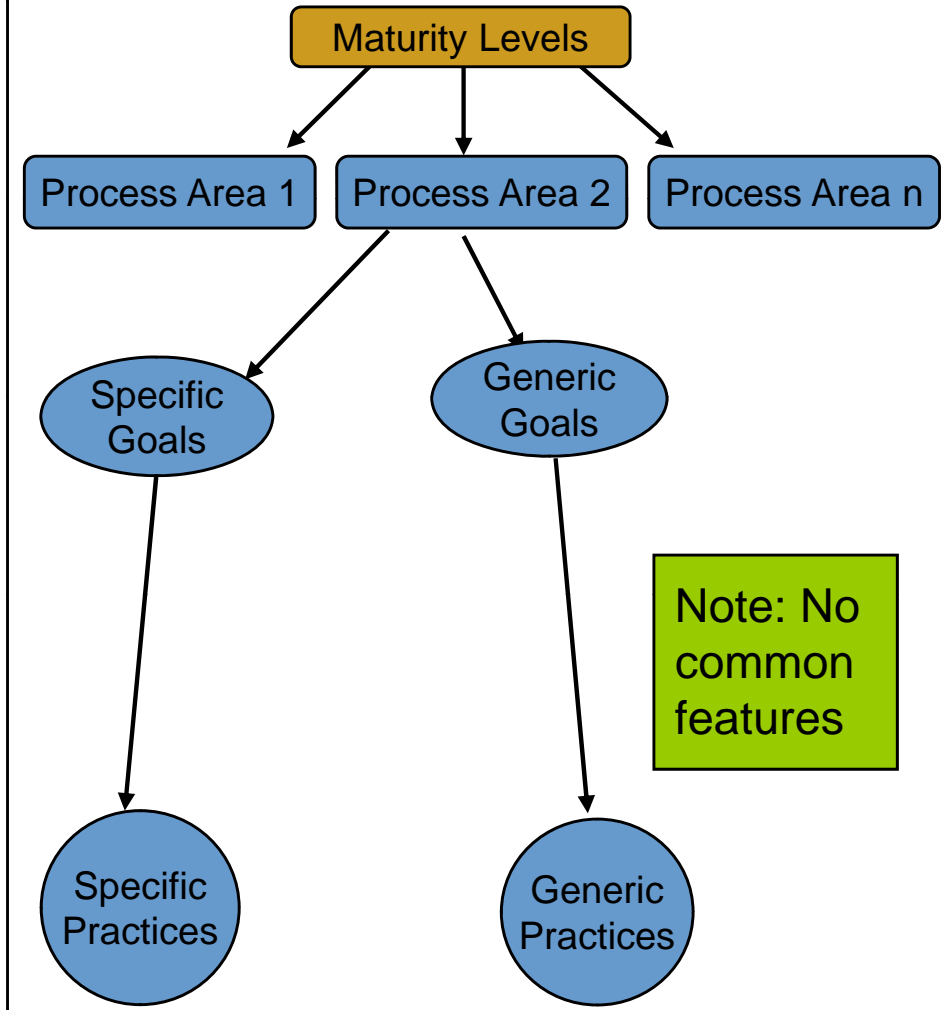 Maturity Levels
Process Area 1
Process Area 2
Process Area n
Specific
Goals
Generic
Goals
Note: No
common
features
Specific
Practices
Generic
Practices